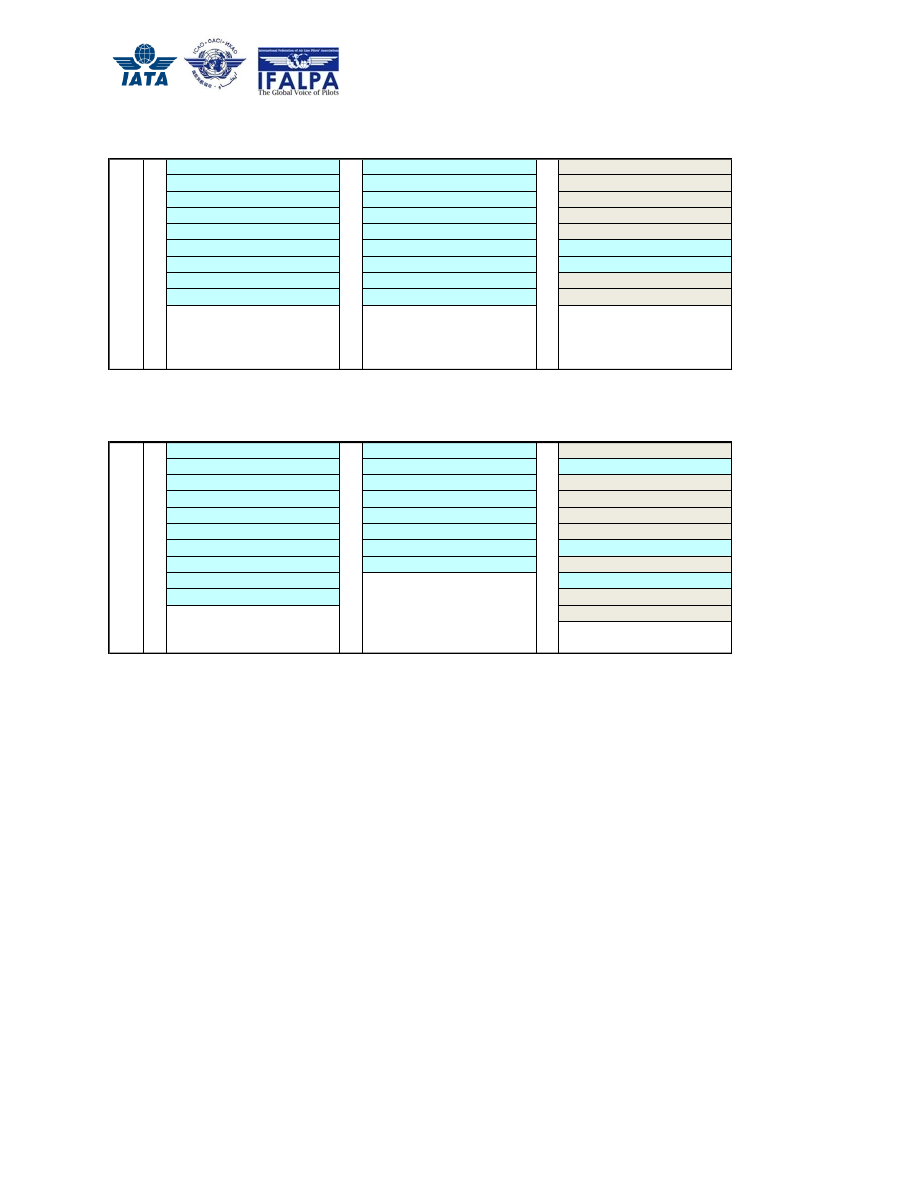 IATA
ICAO · OACI · ИКАО
International Federation of Air Line Pilots' Associations
IFALPA
The Global Voice of Pilots